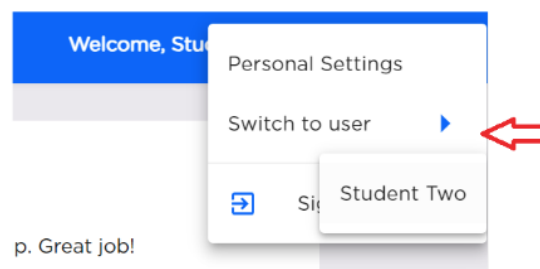 Welcome, Stu
Personal Settings
Switch to user
Si
Student Two
p. Great job!